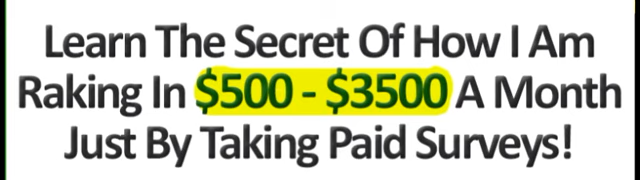 Learn The Secret Of How I Am
Raking In $500 - $3500 A Month
Just By Taking Paid Surveys!